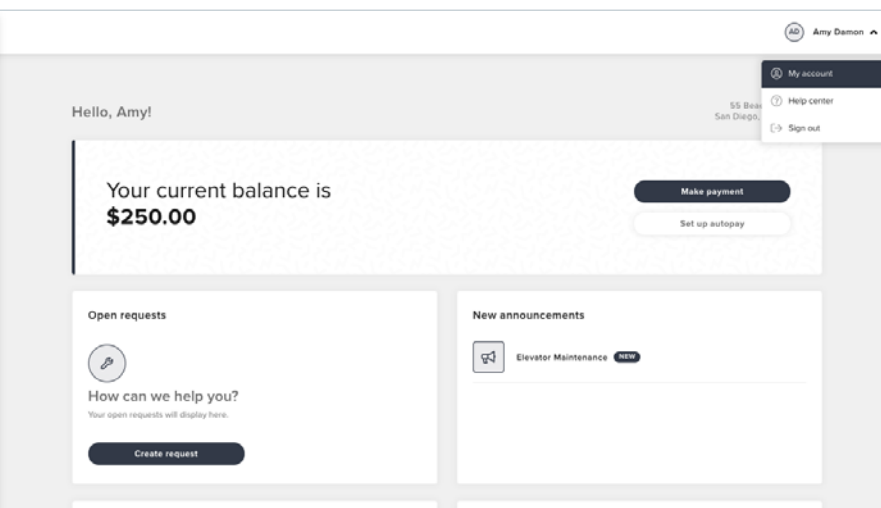 AD Amy Damon
My account
Help center
Sign out
Hello, Amy!
55
San Diego,
Your current balance is
$250.00
Make payment
Set up autopay
Open requests
How can we help you?
Your open requests will display here.
Create request
New announcements
Elevator Maintenance NEW